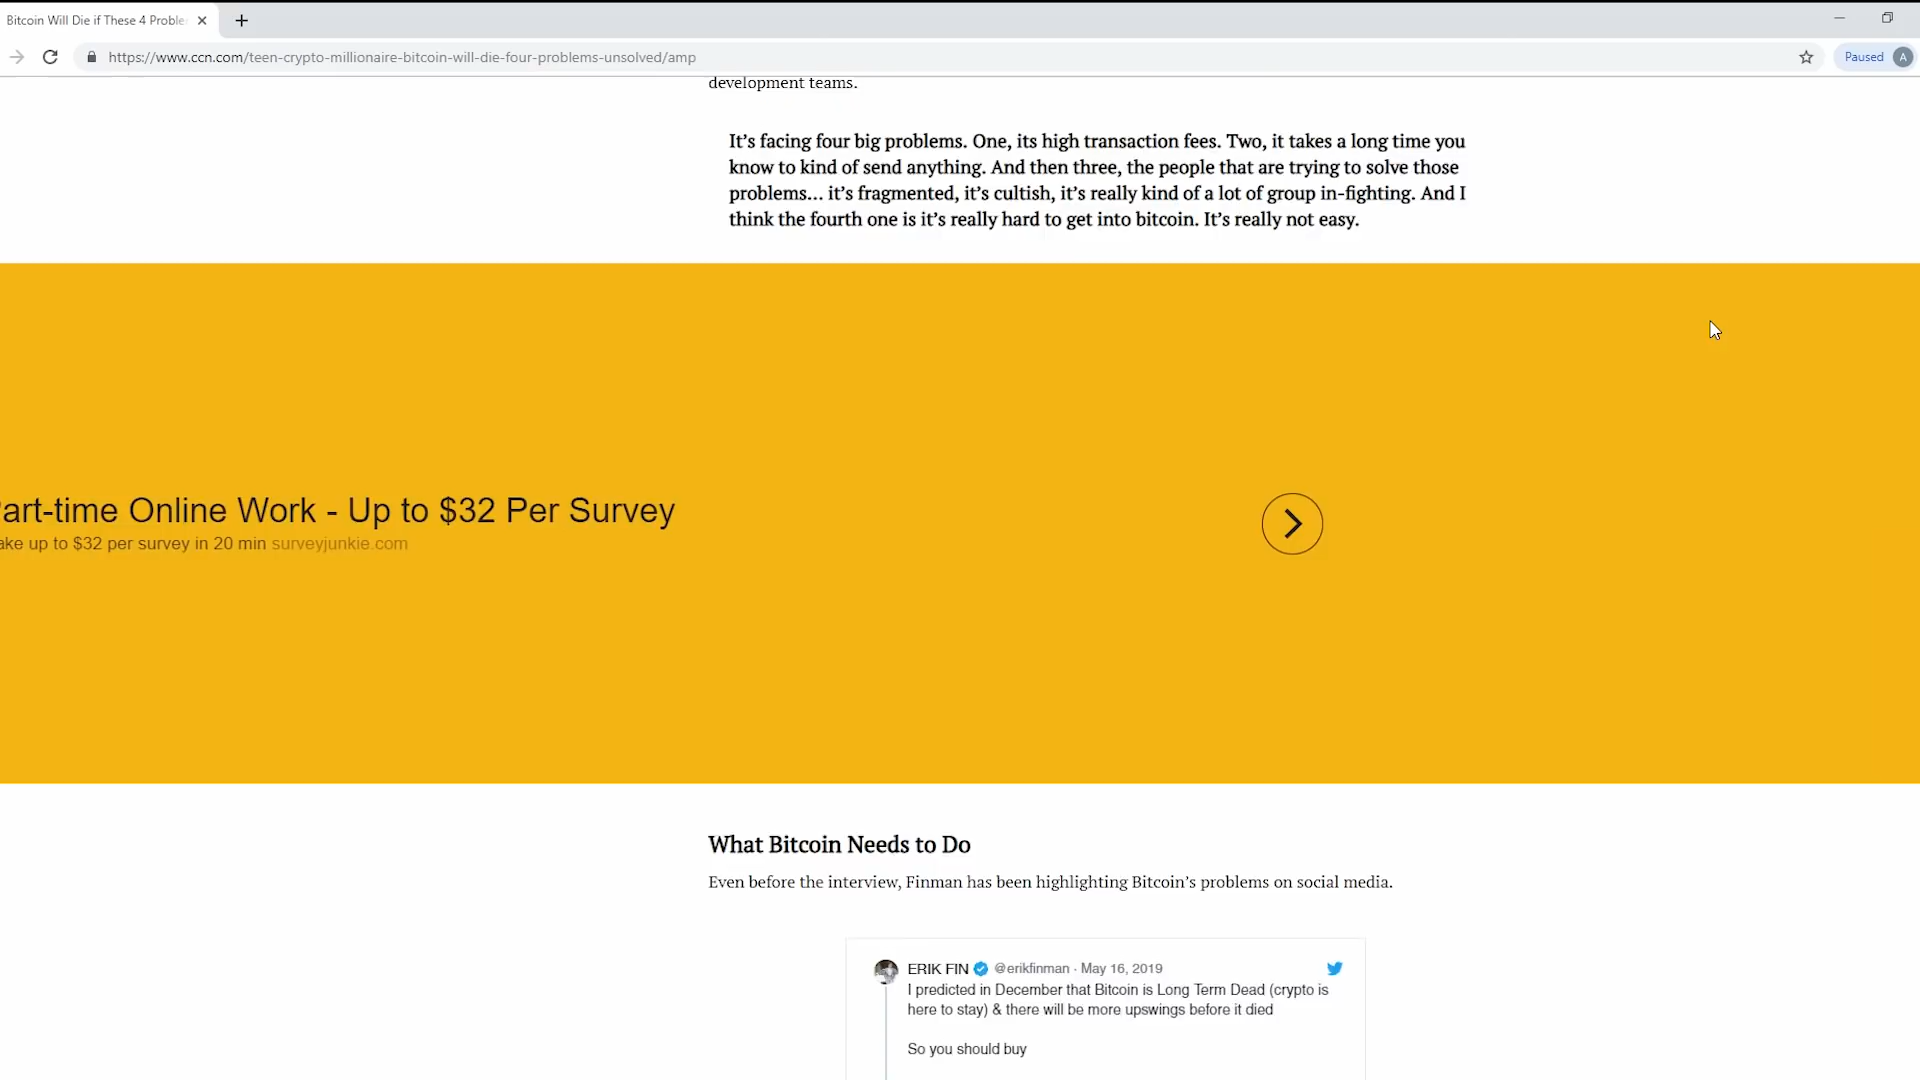 Bitcoin Will Die if These 4 Proble
https://www.ccn.com/teen-crypto-millionaire-bitcoin-will-die-four-problems-unsolved/amp
Paused A
development teams.
It’s facing four big problems. One, its high transaction fees. Two, it takes a long time you
know to kind of send anything. And then three, the people that are trying to solve those
problems... it’s fragmented, it’s cultish, it’s really kind of a lot of group in-fighting. And I
think the fourth one is it’s really hard to get into bitcoin. It’s really not easy.
art-time Online Work - Up to $32 Per Survey
ake up to $32 per survey in 20 min surveyjunkie.com
What Bitcoin Needs to Do
Even before the interview, Finman has been highlighting Bitcoin’s problems on social media.
ERIK FIN @erikfinman · May 16, 2019
I predicted in December that Bitcoin is Long Term Dead (crypto is
here to stay) & there will be more upswings before it died
So you should buy